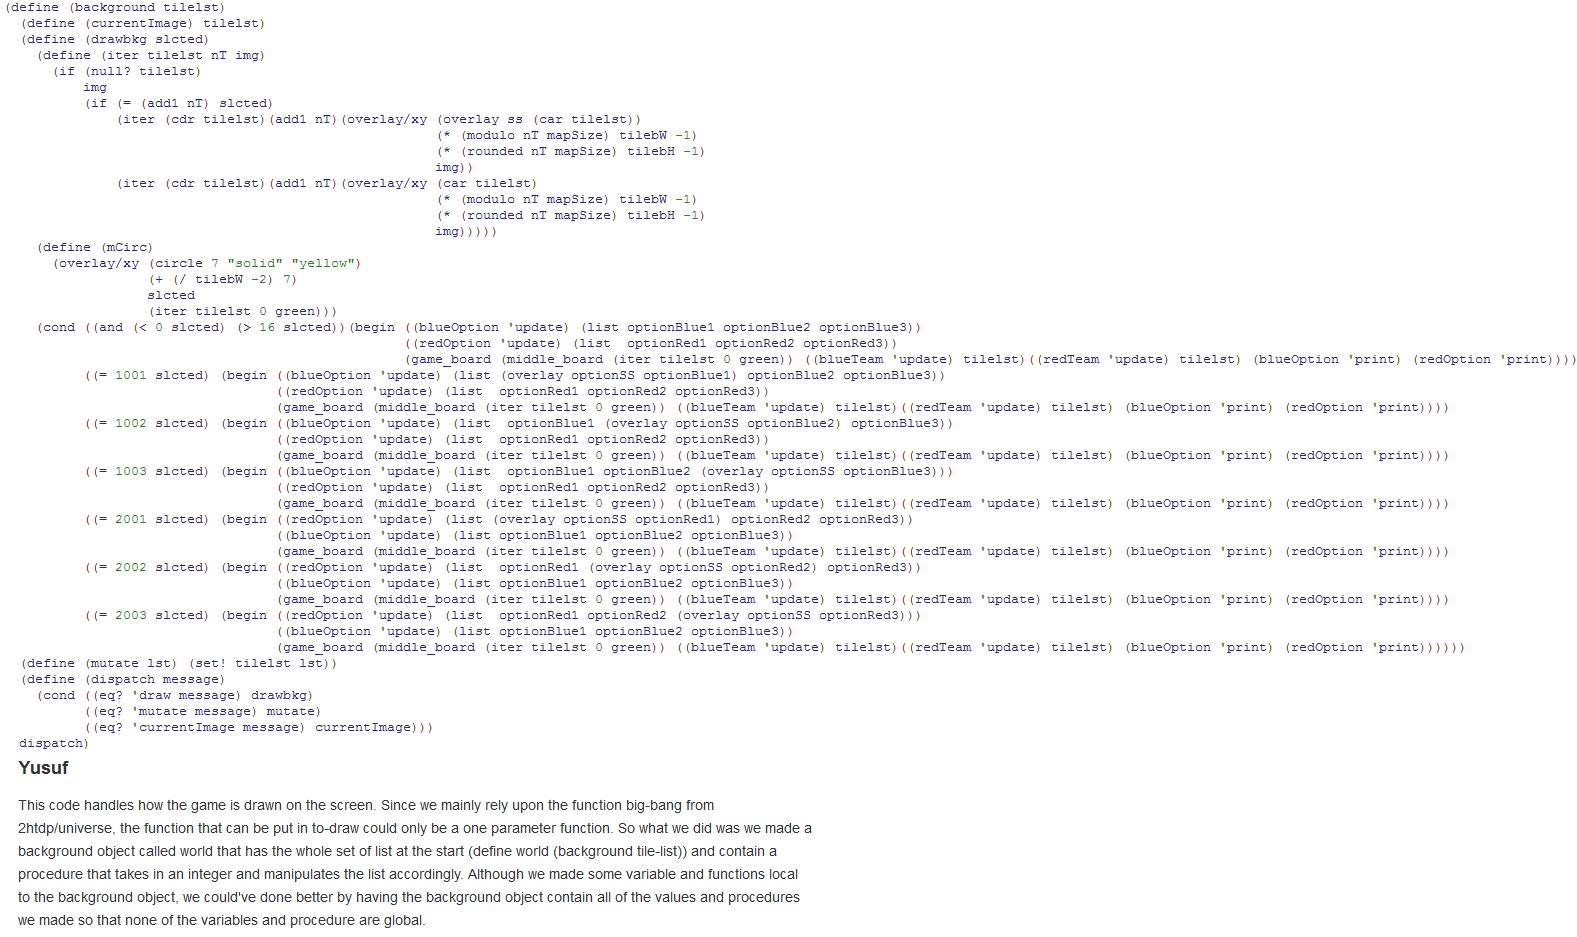 (define (background tilelst)
  (define (currentImage) tilelst)
  (define (drawbkg slcted)
    (define (iter tilelst nT img)
      (if (null? tilelst)
          img
          (if (= (add1 nT) slcted)
              (iter (cdr tilelst)(add1 nT)(overlay/xy (overlay ss (car tilelst))
                                                      (* (modulo nT mapSize) tilebW -1)
                                                      (* (rounded nT mapSize) tilebH -1)
                                                      img))
              (iter (cdr tilelst)(add1 nT)(overlay/xy (car tilelst)
                                                      (* (modulo nT mapSize) tilebW -1)
                                                      (* (rounded nT mapSize) tilebH -1)
                                                      img)))))
    (define (mCirc)
      (overlay/xy (circle 7 "solid" "yellow")
                  (+ (/ tilebW -2) 7)
                  slcted
                  (iter tilelst 0 green)))
    (cond ((and (< 0 slcted) (> 16 slcted))(begin ((blueOption 'update) (list optionBlue1 optionBlue2 optionBlue3))
                                                  ((redOption 'update) (list  optionRed1 optionRed2 optionRed3))
                                                  (game_board (middle_board (iter tilelst 0 green)) ((blueTeam 'update) tilelst)((redTeam 'update) tilelst) (blueOption 'print) (redOption 'print))))
          ((= 1001 slcted) (begin ((blueOption 'update) (list (overlay optionSS optionBlue1) optionBlue2 optionBlue3))
                                  ((redOption 'update) (list  optionRed1 optionRed2 optionRed3))
                                  (game_board (middle_board (iter tilelst 0 green)) ((blueTeam 'update) tilelst)((redTeam 'update) tilelst) (blueOption 'print) (redOption 'print))))
          ((= 1002 slcted) (begin ((blueOption 'update) (list  optionBlue1 (overlay optionSS optionBlue2) optionBlue3))
                                  ((redOption 'update) (list  optionRed1 optionRed2 optionRed3))
                                  (game_board (middle_board (iter tilelst 0 green)) ((blueTeam 'update) tilelst)((redTeam 'update) tilelst) (blueOption 'print) (redOption 'print))))
          ((= 1003 slcted) (begin ((blueOption 'update) (list  optionBlue1 optionBlue2 (overlay optionSS optionBlue3)))
                                  ((redOption 'update) (list  optionRed1 optionRed2 optionRed3))
                                  (game_board (middle_board (iter tilelst 0 green)) ((blueTeam 'update) tilelst)((redTeam 'update) tilelst) (blueOption 'print) (redOption 'print))))
          ((= 2001 slcted) (begin ((redOption 'update) (list (overlay optionSS optionRed1) optionRed2 optionRed3))
                                  ((blueOption 'update) (list optionBlue1 optionBlue2 optionBlue3))
                                  (game_board (middle_board (iter tilelst 0 green)) ((blueTeam 'update) tilelst)((redTeam 'update) tilelst) (blueOption 'print) (redOption 'print))))
          ((= 2002 slcted) (begin ((redOption 'update) (list  optionRed1 (overlay optionSS optionRed2) optionRed3))
                                  ((blueOption 'update) (list optionBlue1 optionBlue2 optionBlue3))
                                  (game_board (middle_board (iter tilelst 0 green)) ((blueTeam 'update) tilelst)((redTeam 'update) tilelst) (blueOption 'print) (redOption 'print))))
          ((= 2003 slcted) (begin ((redOption 'update) (list  optionRed1 optionRed2 (overlay optionSS optionRed3)))
                                  ((blueOption 'update) (list optionBlue1 optionBlue2 optionBlue3))
                                  (game_board (middle_board (iter tilelst 0 green)) ((blueTeam 'update) tilelst)((redTeam 'update) tilelst) (blueOption 'print) (redOption 'print))))))
  (define (mutate lst) (set! tilelst lst))
  (define (dispatch message)
    (cond ((eq? 'draw message) drawbkg)
          ((eq? 'mutate message) mutate)
          ((eq? 'currentImage message) currentImage)))
  dispatch)
Yusuf
This code handles how the game is drawn on the screen. Since we mainly rely upon the function big-bang from
2htdp/universe, the function that can be put in to-draw could only be a one parameter function. So what we did was we made a
background object called world that has the whole set of list at the start (define world (background tile-list)) and contain a
procedure that takes in an integer and manipulates the list accordingly. Although we made some variable and functions local
to the background object, we could've done better by having the background object contain all of the values and procedures
we made so that none of the variables and procedure are global.